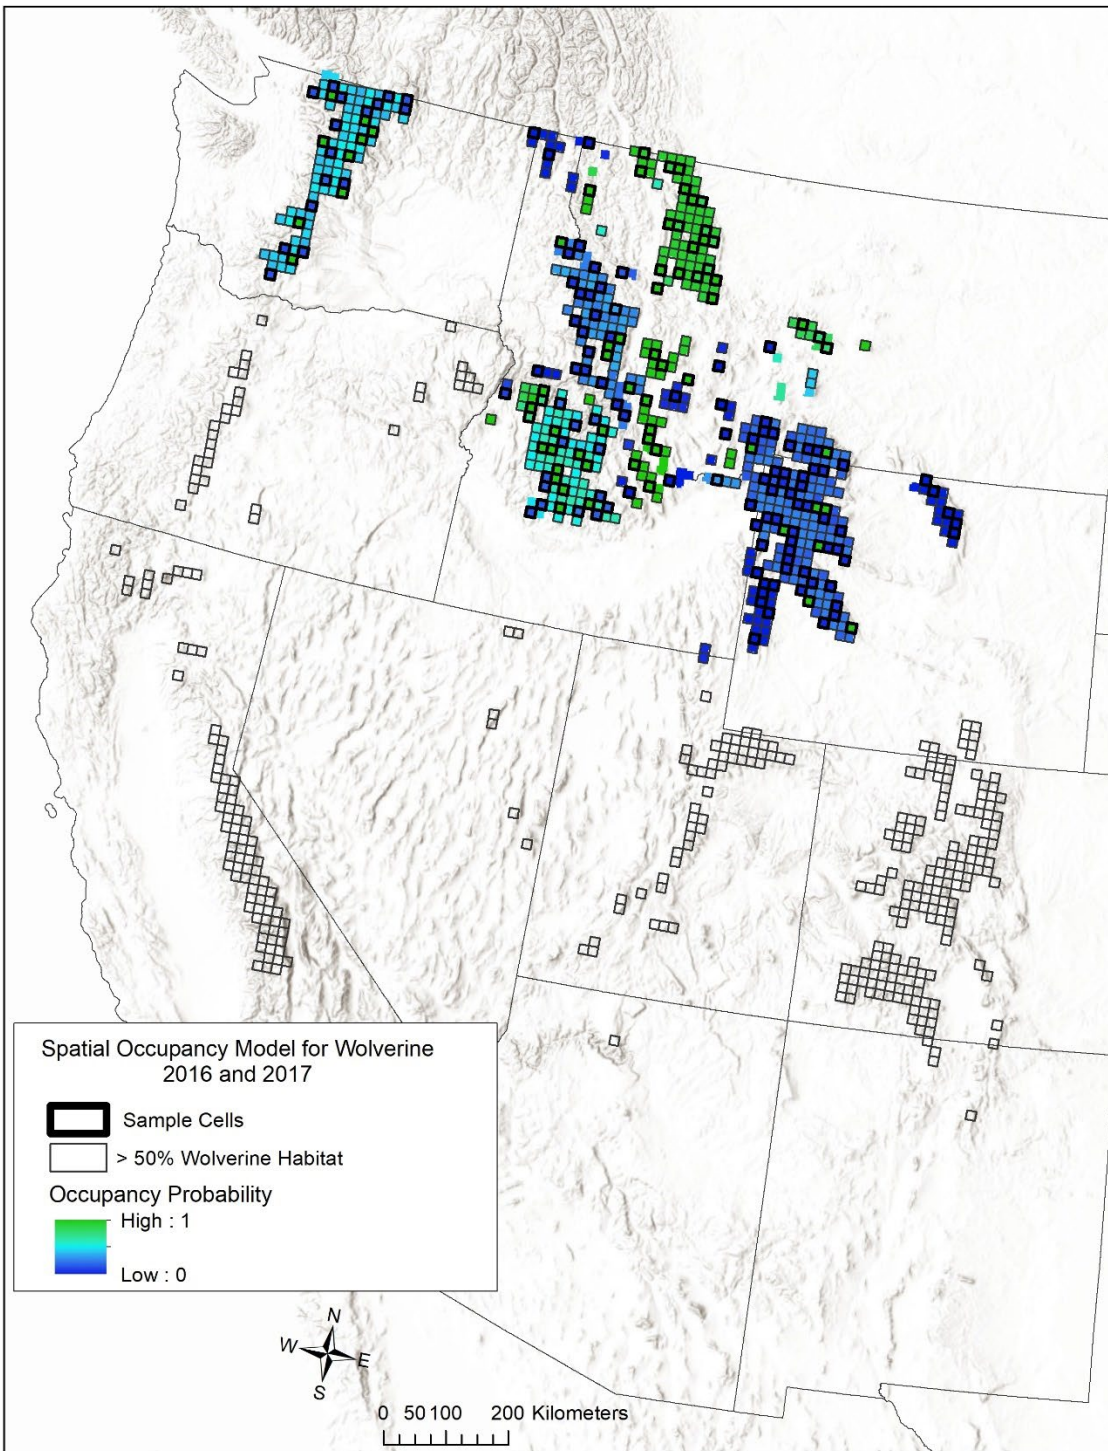 Spatial Occupancy Model for Wolverine
2016 and 2017
Sample Cells
> 50% Wolverine Habitat
Occupancy Probability
High : 1
Low : 0
N
W
E
S
0 50 100 200 Kilometers